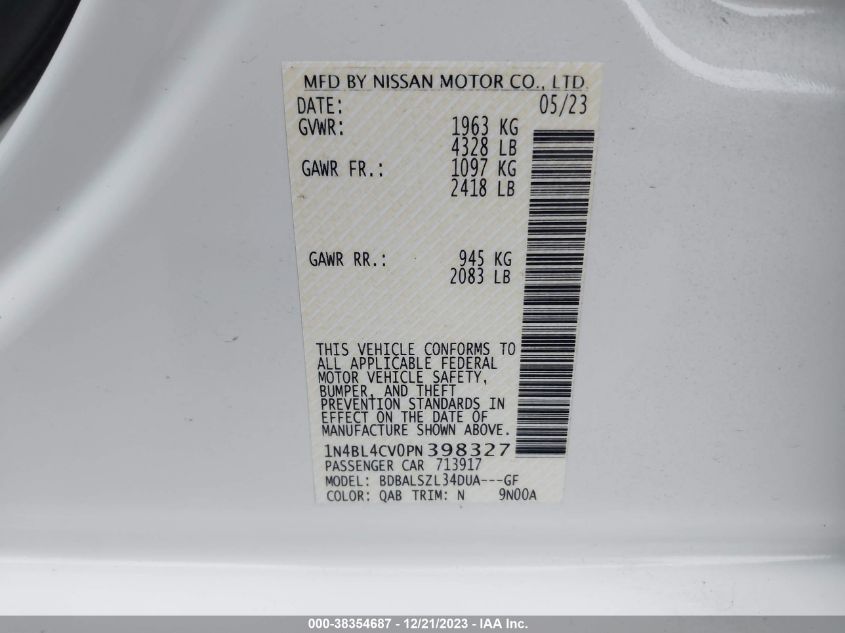 MFD BY NISSAN MOTOR CO., LTD.
DATE: 05/23
GVWR: 1963 KG
4328 LB
GAWR FR.: 1097 KG
2418 LB
GAWR RR.: 945 KG
2083 LB
THIS VEHICLE CONFORMS TO
ALL APPLICABLE FEDERAL
MOTOR VEHICLE SAFETY,
BUMPER, AND THEFT
PREVENTION STANDARDS IN
EFFECT ON THE DATE OF
MANUFACTURE SHOWN ABOVE.
1N4BL4CV0PN398327
PASSENGER CAR 713917
MODEL: BDBALSZL34DUA---GF
COLOR: QAB TRIM: N 9N00A
000-38354687 - 12/21/2023 - IAA Inc.